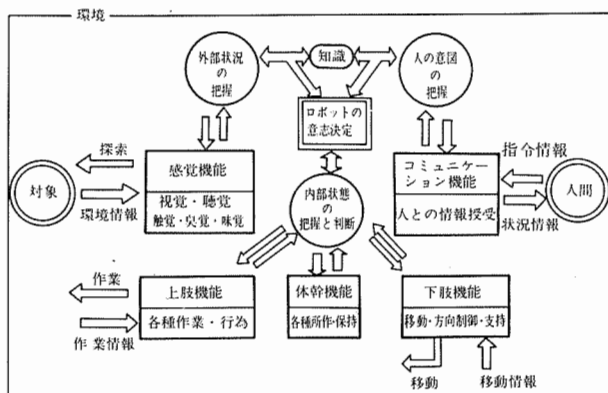 環境
外部状況
の
把握
知識
人の意図
の
把握
ロボットの
意志決定
探索
対象
環境情報
感覚機能
視覚・聴覚
触覚・臭覚・味覚
内部状態
の
把握と判断
コミュニケー
ション機能
人との情報授受
指令情報
人間
状況情報
作業
作業情報
上肢機能
各種作業・行為
体幹機能
各種所作・保持
下肢機能
移動・方向制御・支持
移動
移動情報